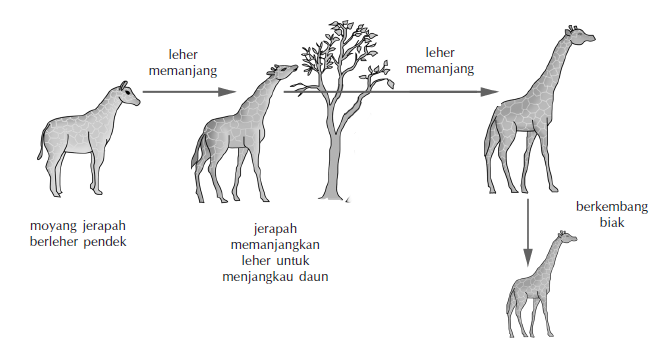 leher
memanjang
leher
memanjang
moyang jerapah
berleher pendek
jerapah
memanjangkan
leher untuk
menjangkau daun
berkembang
biak